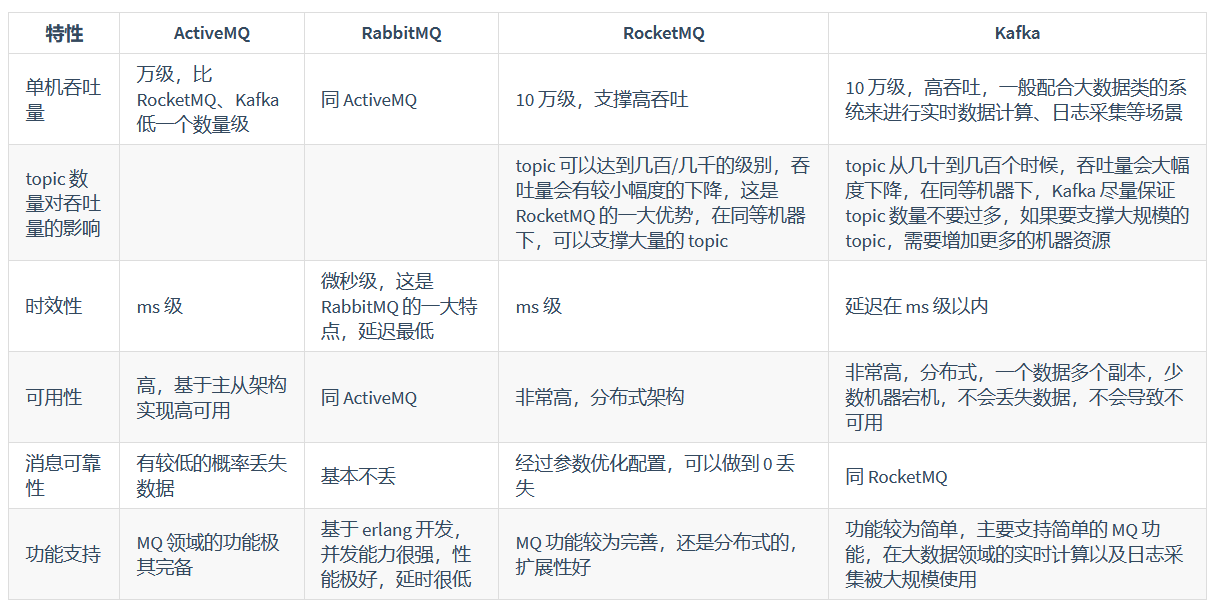 特性
ActiveMQ
RabbitMQ
RocketMQ
Kafka
单机吞吐
量
万级，比
RocketMQ、Kafka
低一个数量级
同 ActiveMQ
10 万级，支撑高吞吐
10 万级，高吞吐，一般配合大数据类的系
统来进行实时数据计算、日志采集等场景
topic 数
量对吞吐
量的影响
topic 可以达到几百/几千的级别，吞
吐量会有较小幅度的下降，这是
RocketMQ 的一大优势，在同等机器
下，可以支撑大量的 topic
topic 从几十到几百个时候，吞吐量会大幅
度下降，在同等机器下，Kafka 尽量保证
topic 数量不要过多，如果要支撑大规模的
topic，需要增加更多的机器资源
时效性
ms 级
微秒级，这是
RabbitMQ 的一大特
点，延迟最低
ms 级
延迟在 ms 级以内
可用性
高，基于主从架构
实现高可用
同 ActiveMQ
非常高，分布式架构
非常高，分布式，一个数据多个副本，少
数机器宕机，不会丢失数据，不会导致不
可用
消息可靠
性
有较低的概率丢失
数据
基本不丢
经过参数优化配置，可以做到 0 丢
失
同 RocketMQ
功能支持
MQ 领域的功能极
其完备
基于 erlang 开发，
并发能力很强，性
能极好，延时很低
MQ 功能较为完善，还是分布式的，
扩展性好
功能较为简单，主要支持简单的 MQ 功
能，在大数据领域的实时计算以及日志采
集被大规模使用